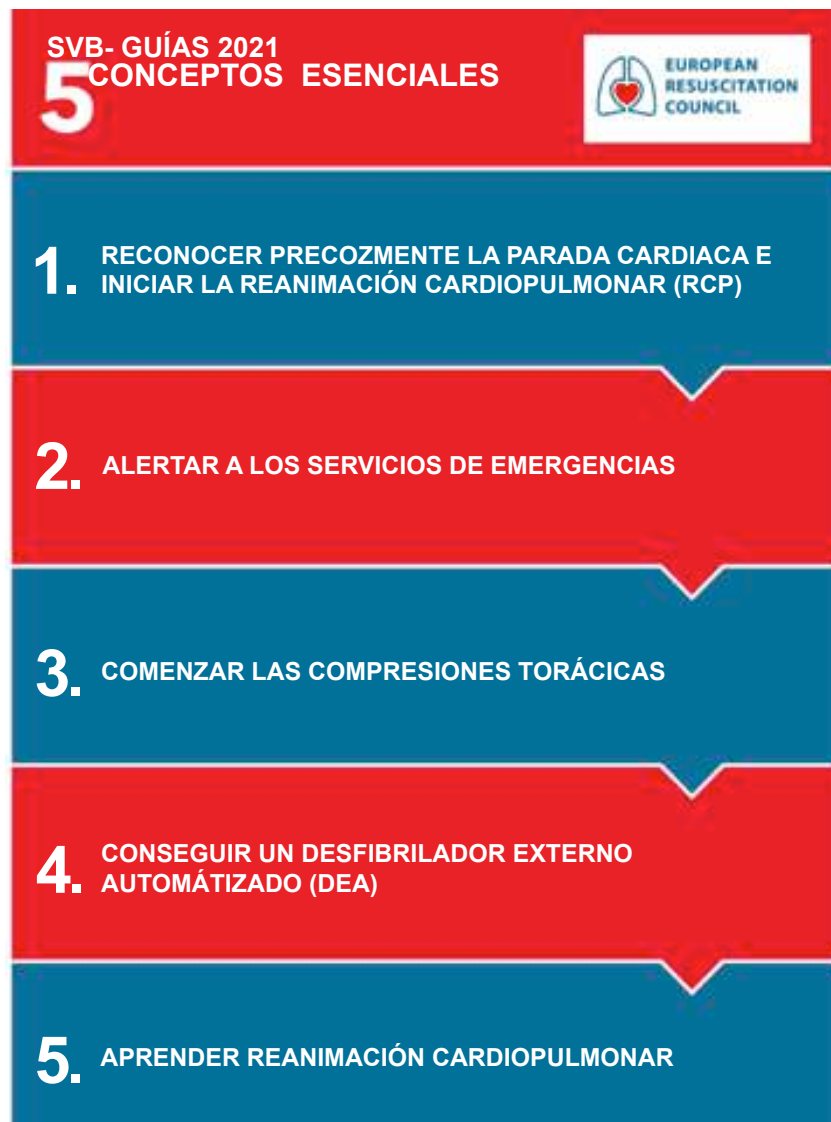 SVB- GUÍAS 2021
5 CONCEPTOS ESENCIALES
EUROPEAN
RESUSCITATION
COUNCIL
1. RECONOCER PRECOZMENTE LA PARADA CARDIACA E
INICIAR LA REANIMACIÓN CARDIOPULMONAR (RCP)
2. ALERTAR A LOS SERVICIOS DE EMERGENCIAS
3. COMENZAR LAS COMPRESIONES TORÁCICAS
4. CONSEGUIR UN DESFIBRILADOR EXTERNO
AUTOMÁTIZADO (DEA)
5. APRENDER REANIMACIÓN CARDIOPULMONAR